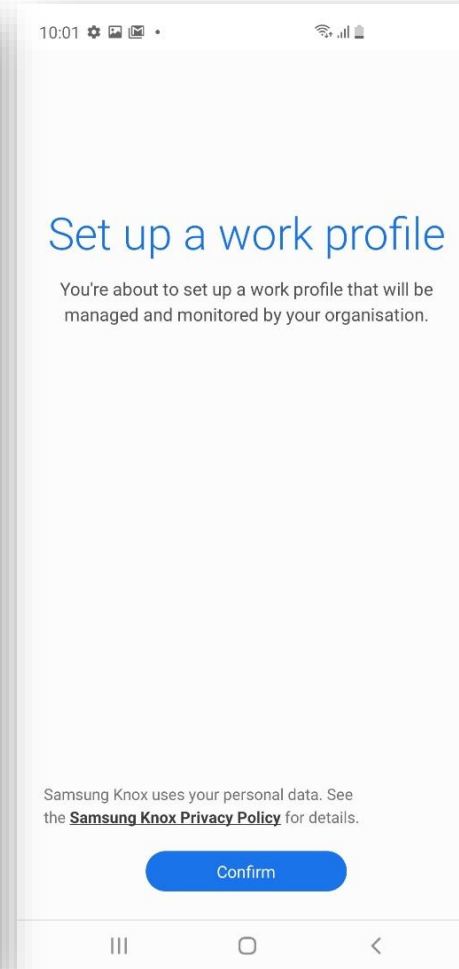 10:01
Set up a work profile
You're about to set up a work profile that will be
managed and monitored by your organisation.
Samsung Knox uses your personal data. See
the Samsung Knox Privacy Policy for details.
Confirm